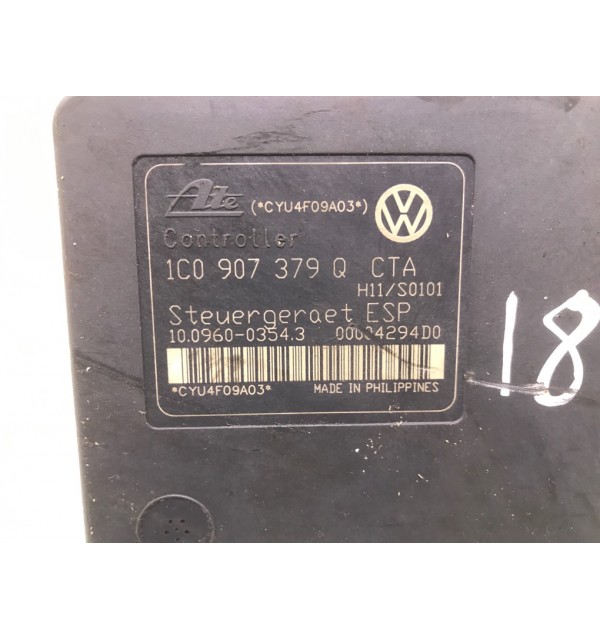 Ate (*CYU4F09A03*) VW
Controller
1C0 907 379 Q CTA
H11/S0101
Steuergeraet ESP
10.0960-0354.3 00004294D0
*CYU4F09A03* MADE IN PHILIPPINES
18